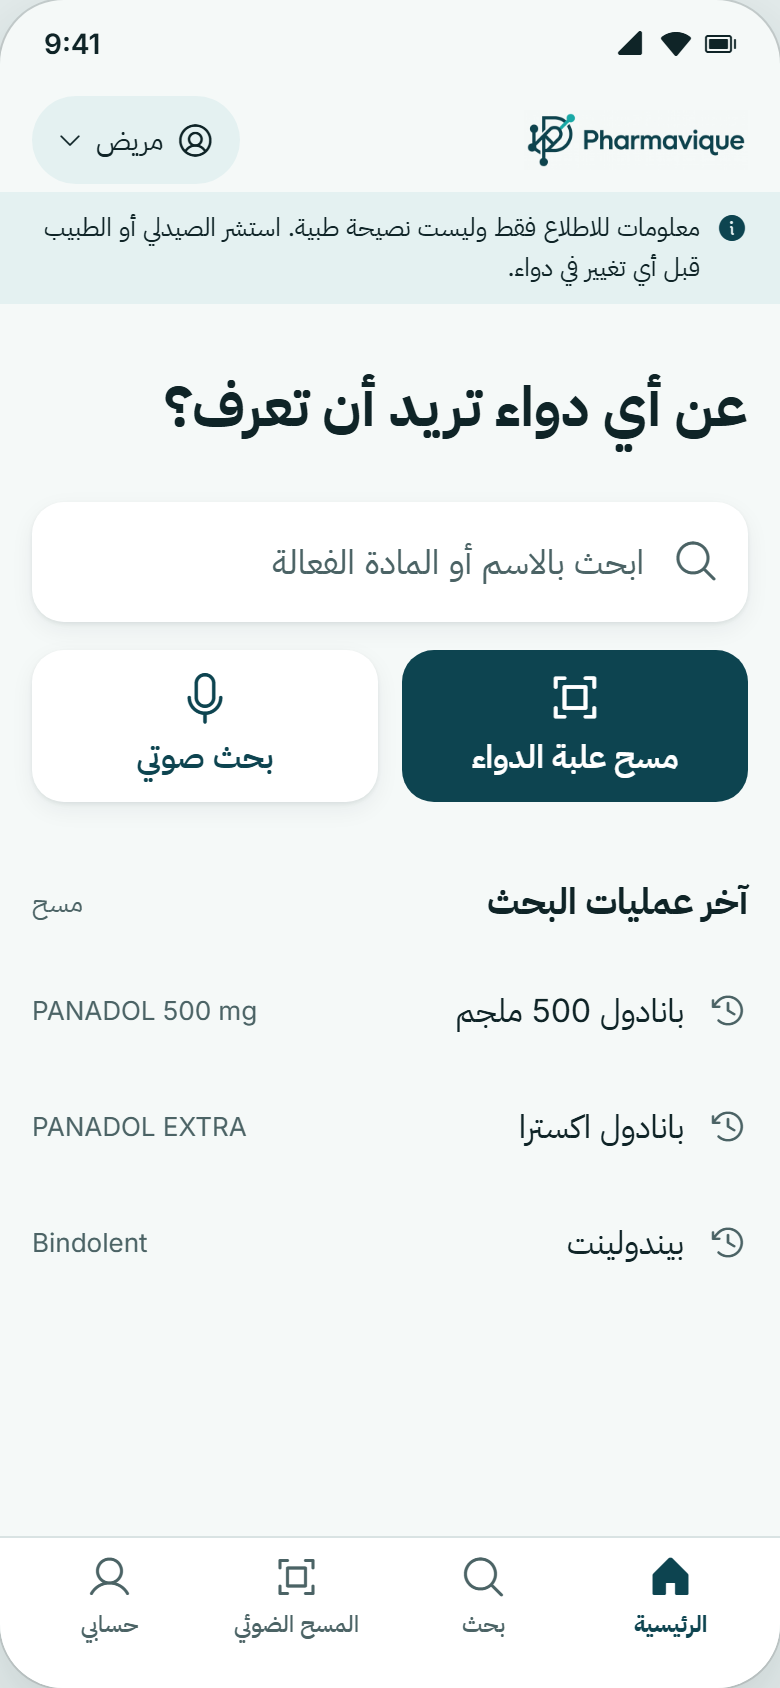 9:41
Pharmavique
مريض
معلومات للاطلاع فقط وليست نصيحة طبية. استشر الصيدلي أو الطبيب
قبل أي تغيير في دواء.
عن أي دواء تريد أن تعرف؟
ابحث بالاسم أو المادة الفعالة
مسح علبة الدواء
بحث صوتي
آخر عمليات البحث
مسح
بانادول 500 ملجم
PANADOL 500 mg
بانادول اكسترا
PANADOL EXTRA
بيندولينت
Bindolent
الرئيسية
بحث
المسح الضوئي
حسابي